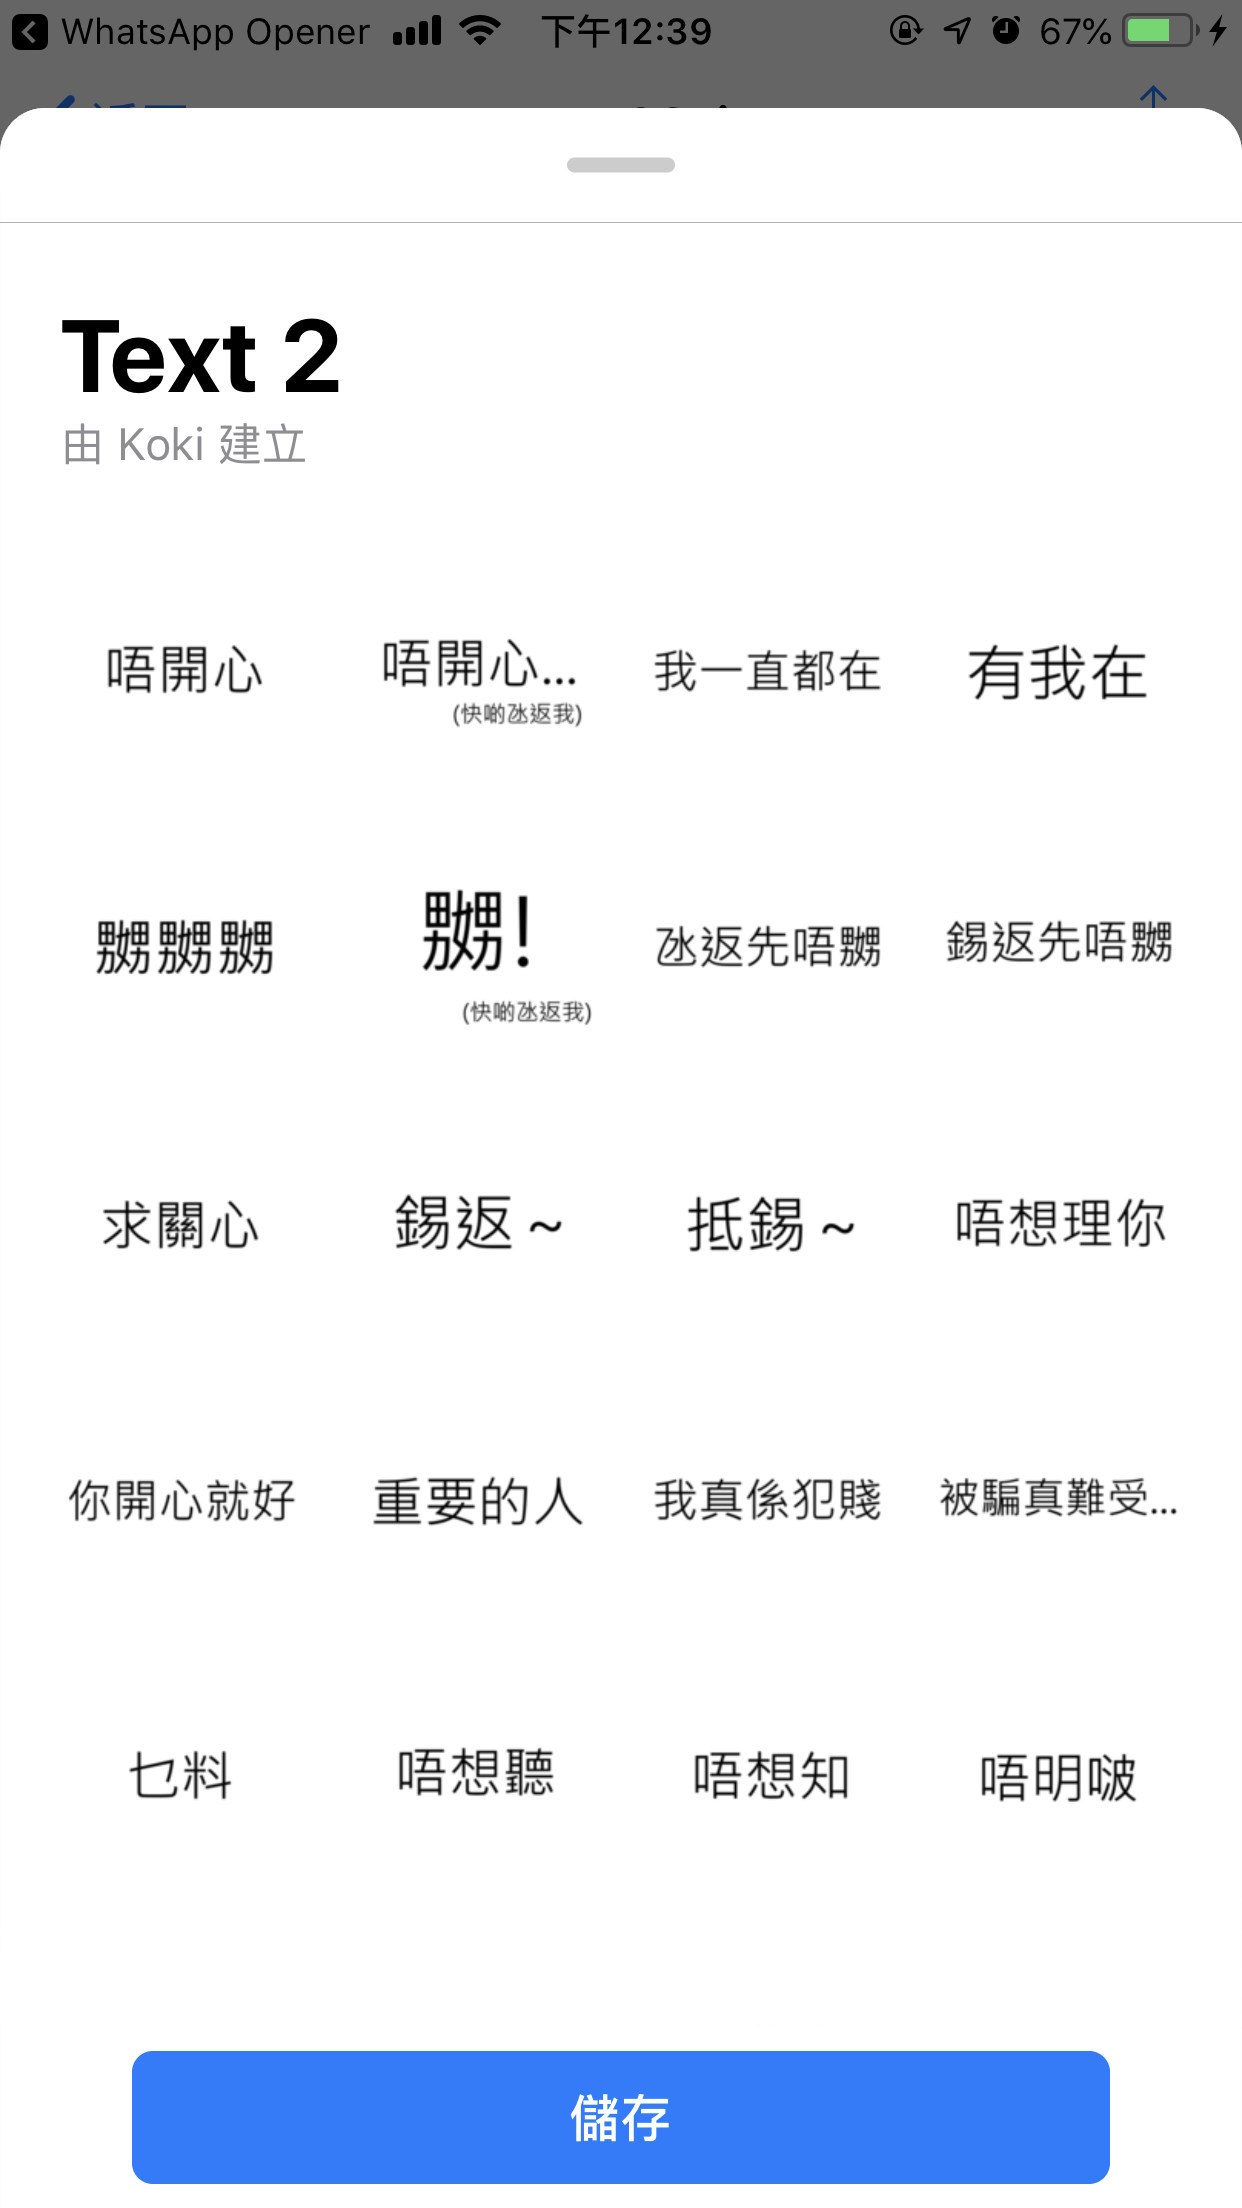 WhatsApp Opener 下午12:39 67%
Text 2
由 Koki 建立
唔開心 唔開心... 我一直都在 有我在
(快啲氹返我)
嬲嬲嬲 嬲! 氹返先唔嬲 錫返先唔嬲
(快啲氹返我)
求關心 錫返~ 抵錫~ 唔想理你
你開心就好 重要的人 我真係犯賤 被騙真難受...
乜料 唔想聽 唔想知 唔明啵
儲存